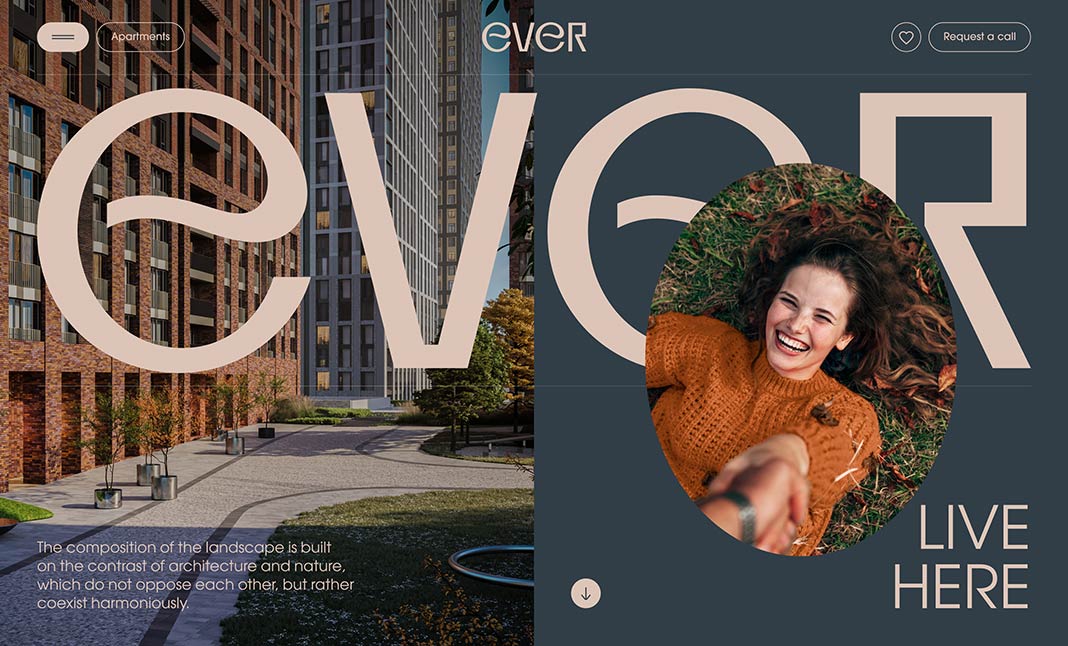 Apartments
ever
Request a call
ever
The composition of the landscape is built
on the contrast of architecture and nature,
which do not oppose each other, but rather
coexist harmoniously.
LIVE
HERE